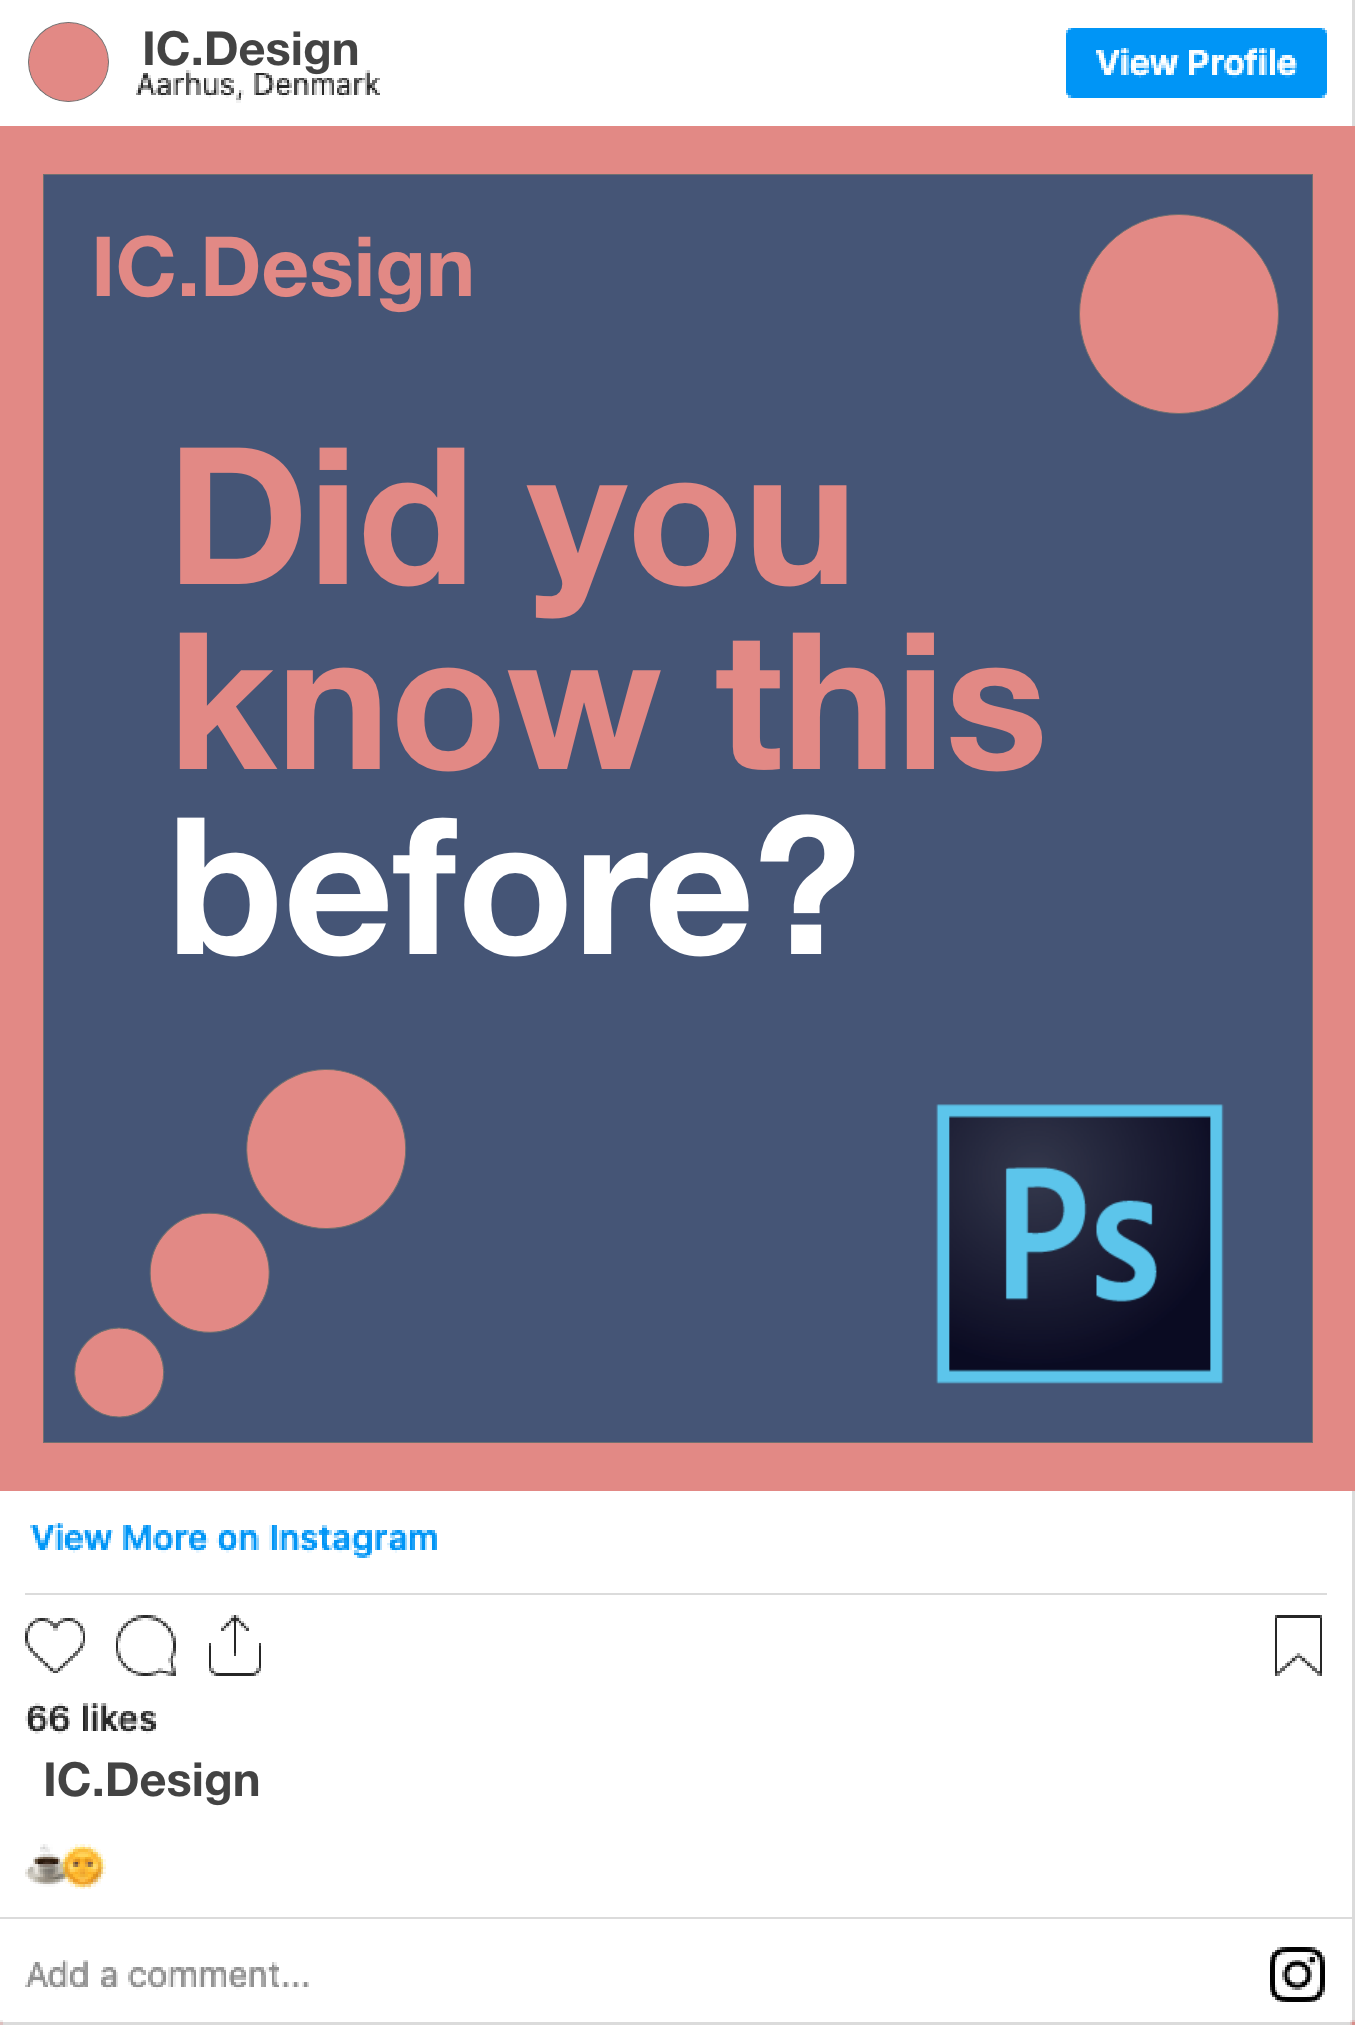 IC.Design
Aarhus, Denmark
View Profile
IC.Design
Did you
know this
before?
Ps
View More on Instagram
66 likes
IC.Design
Add a comment...